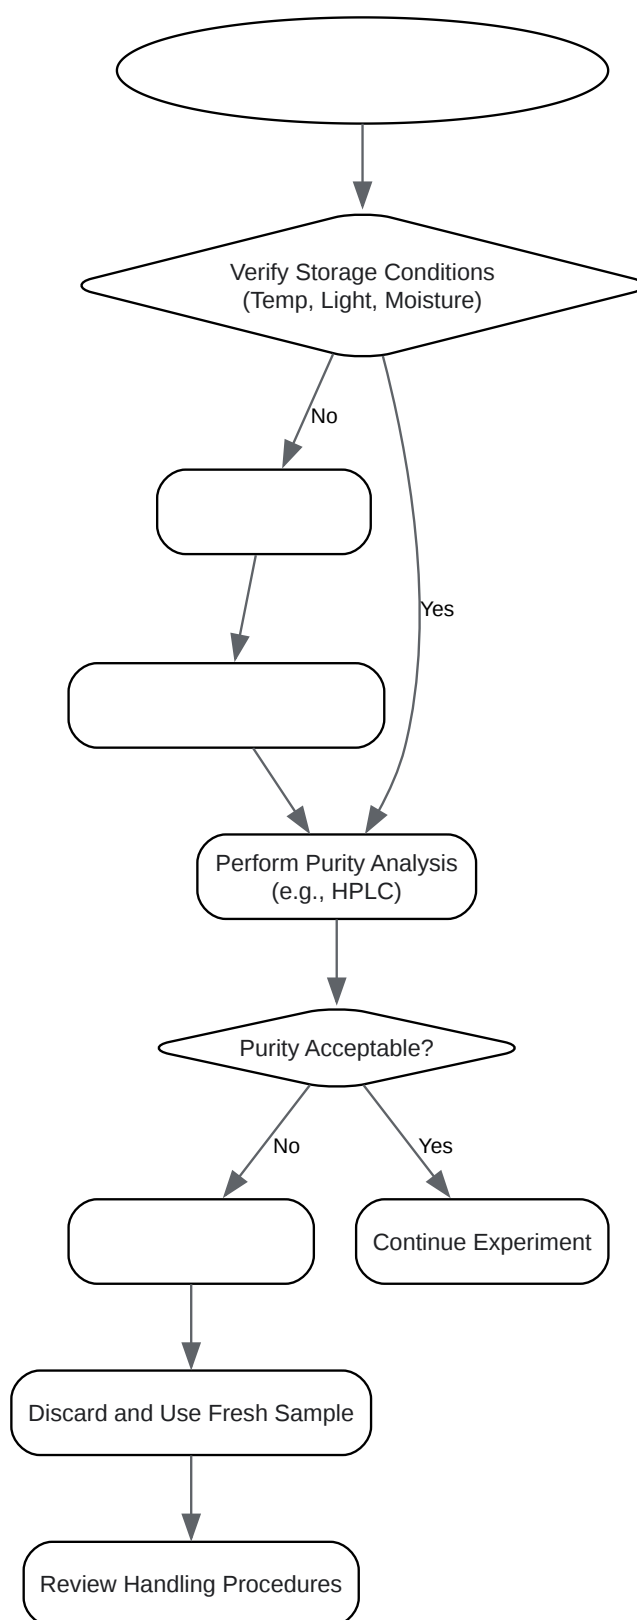 Verify Storage Conditions
(Temp, Light, Moisture)
No
Yes
Perform Purity Analysis
(e.g., HPLC)
Purity Acceptable?
No
Yes
Continue Experiment
Discard and Use Fresh Sample
Review Handling Procedures